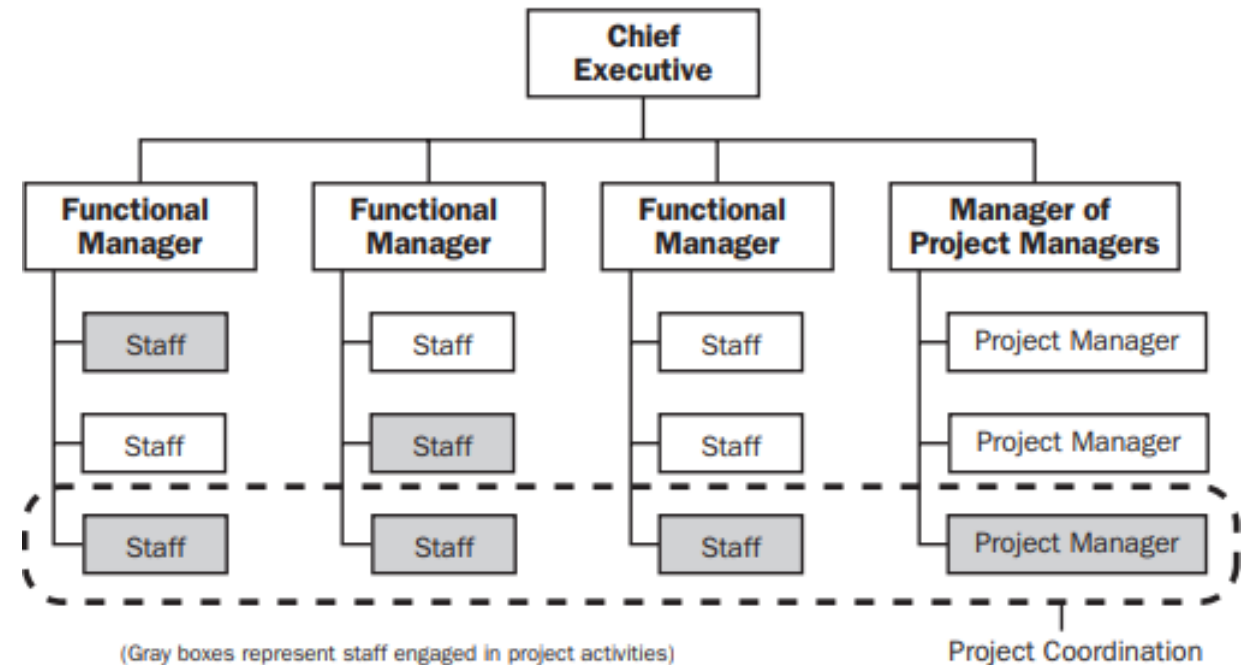 Chief
Executive
Functional
Manager
Functional
Manager
Functional
Manager
Manager of
Project Managers
Staff
Staff
Staff
Project Manager
Staff
Staff
Staff
Project Manager
Staff
Staff
Staff
Project Manager
(Gray boxes represent staff engaged in project activities)
Project Coordination